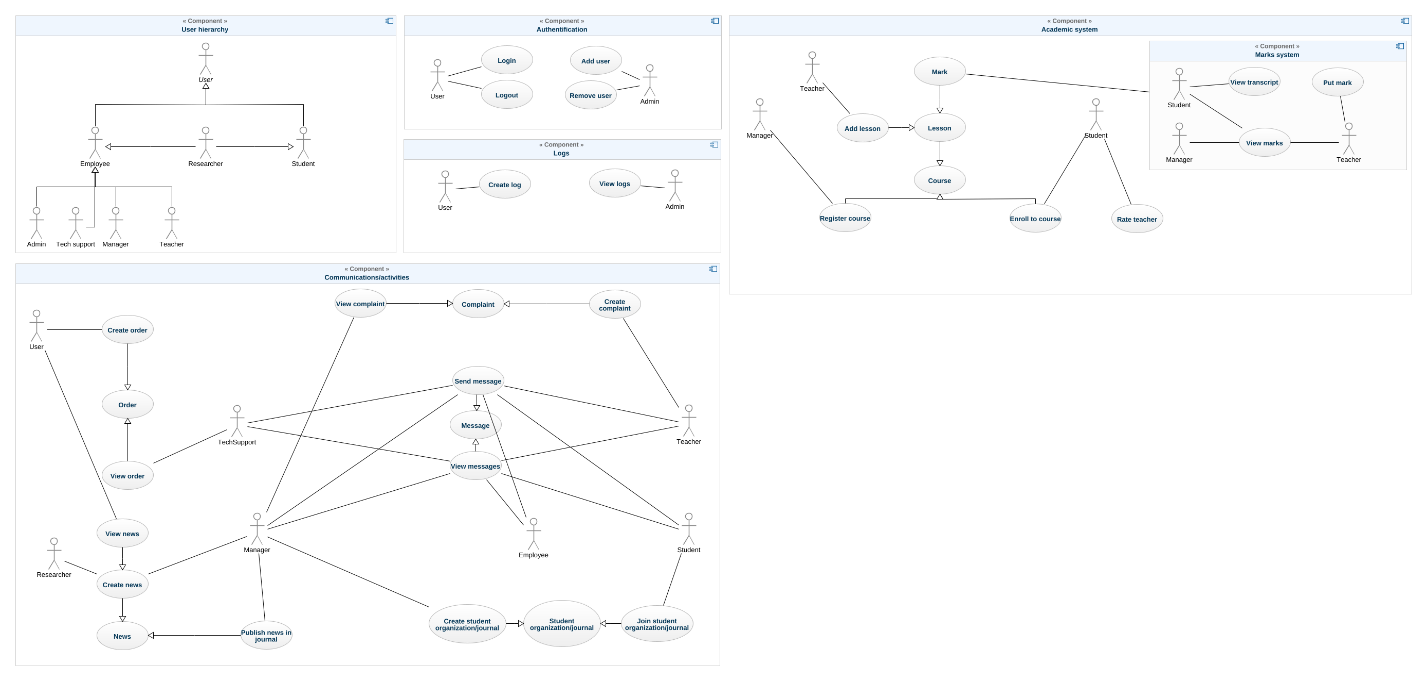 « Component »
User hierarchy
User
Employee
Researcher
Student
Admin
Tech support
Manager
Teacher
« Component »
Authentification
User
Login
Logout
Add user
Remove user
Admin
« Component »
Logs
User
Create log
View logs
Admin
« Component »
Academic system
Teacher
Manager
Mark
Add lesson
Lesson
Course
Student
Register course
Enroll to course
Rate teacher
« Component »
Marks system
Student
View transcript
Put mark
Manager
View marks
Teacher
« Component »
Communications/activities
User
Create order
Order
View order
TechSupport
View complaint
Complaint
Create
complaint
Send message
Message
View messages
Teacher
View news
Researcher
Create news
News
Manager
Publish news in
journal
Employee
Student
Create student
organization/journal
Student
organization/journal
Join student
organization/journal